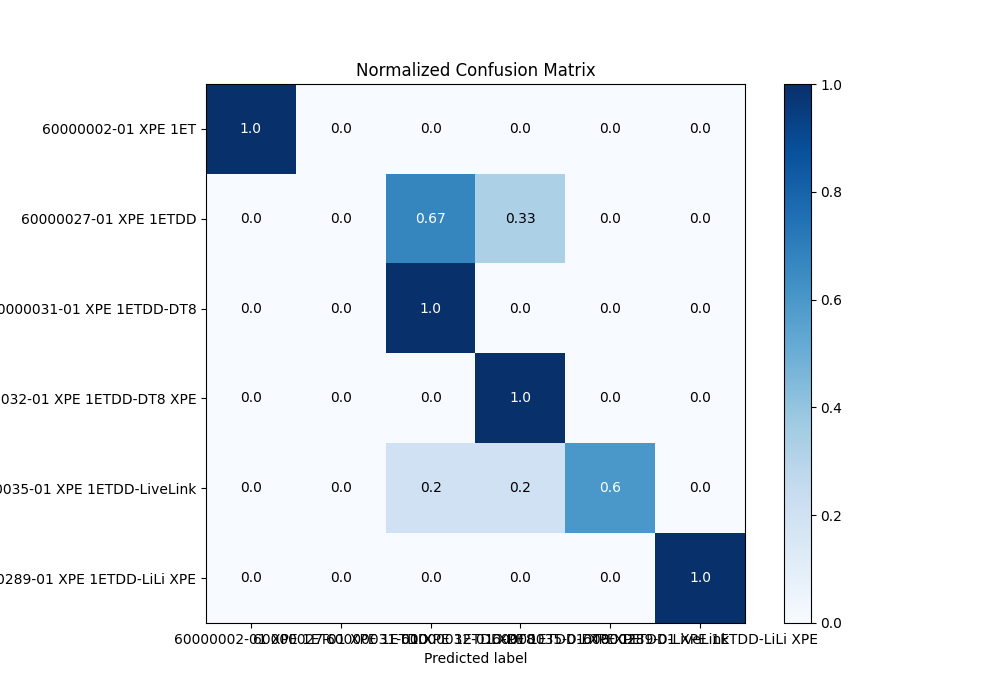 Normalized Confusion Matrix
60000002-01 XPE 1ET
1.0 0.0 0.0 0.0 0.0 0.0
60000027-01 XPE 1ETDD
0.0 0.0 0.67 0.33 0.0 0.0
0000031-01 XPE 1ETDD-DT8
0.0 0.0 1.0 0.0 0.0 0.0
032-01 XPE 1ETDD-DT8 XPE
0.0 0.0 0.0 1.0 0.0 0.0
0035-01 XPE 1ETDD-LiveLink
0.0 0.0 0.2 0.2 0.6 0.0
0289-01 XPE 1ETDD-LiLi XPE
0.0 0.0 0.0 0.0 0.0 1.0
1.0
0.8
0.6
0.4
0.2
0.0
60000002-01 1ETDD-LiLi XPE
Predicted label